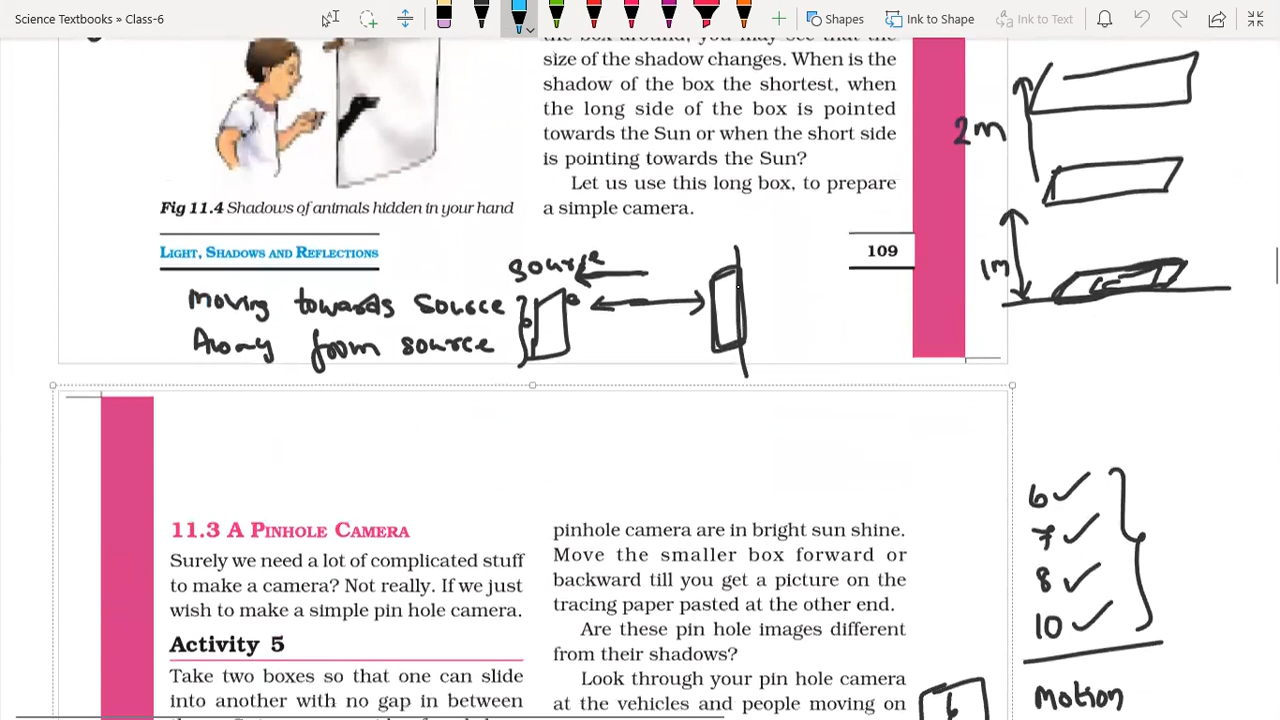 Science Textbooks » Class-6
Shapes
Ink to Shape
Ink to Text
the box around, you may see that the
size of the shadow changes. When is the
shadow of the box the shortest, when
the long side of the box is pointed
towards the Sun or when the short side
is pointing towards the Sun?
Let us use this long box, to prepare
a simple camera.
Fig 11.4 Shadows of animals hidden in your hand
LIGHT, SHADOWS AND REFLECTIONS
109
2m
1m
source
moving towards source
Away from source
11.3 A PINHOLE CAMERA
Surely we need a lot of complicated stuff
to make a camera? Not really. If we just
wish to make a simple pin hole camera.
Activity 5
Take two boxes so that one can slide
into another with no gap in between
pinhole camera are in bright sun shine.
Move the smaller box forward or
backward till you get a picture on the
tracing paper pasted at the other end.
Are these pin hole images different
from their shadows?
Look through your pin hole camera
at the vehicles and people moving on
6
7
8
10
Motion